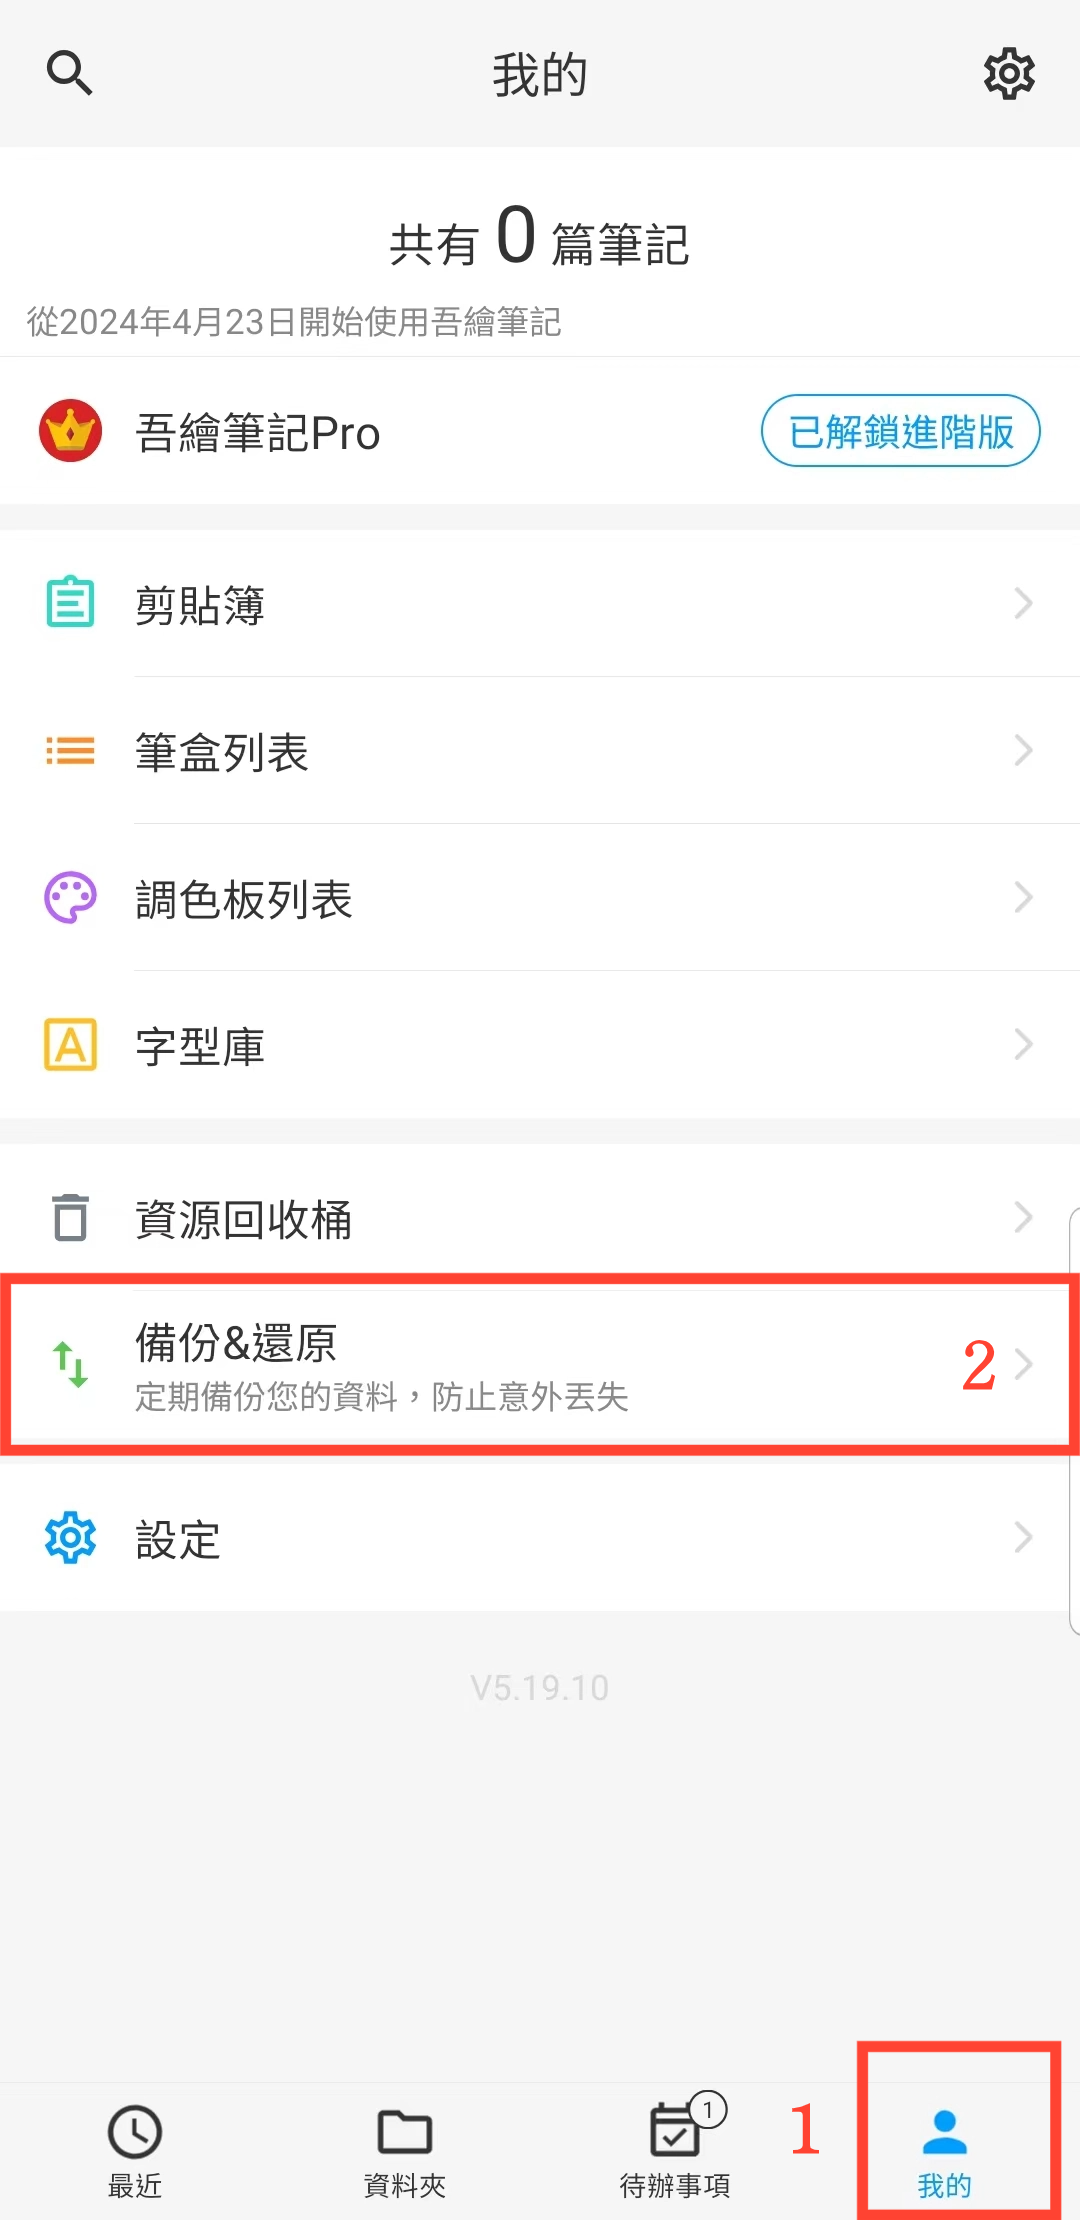 我的
共有 0 篇筆記
從2024年4月23日開始使用吾繪筆記
吾繪筆記Pro
已解鎖進階版
剪貼簿
筆盒列表
調色板列表
字型庫
資源回收桶
備份&還原
定期備份您的資料，防止意外丟失
2
設定
V5.19.10
最近
資料夾
待辦事項
1
1
我的